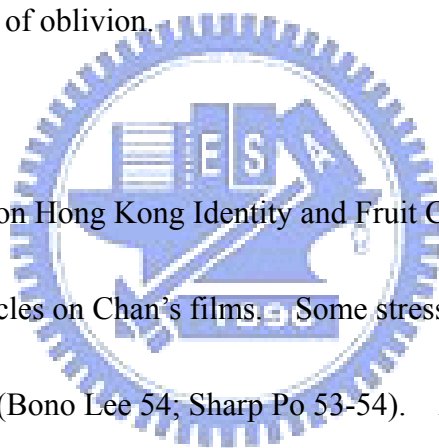 of oblivion.
on Hong Kong Identity and Fruit C
cles on Chan's films. Some stress
(Bono Lee 54; Sharp Po 53-54).
E S A